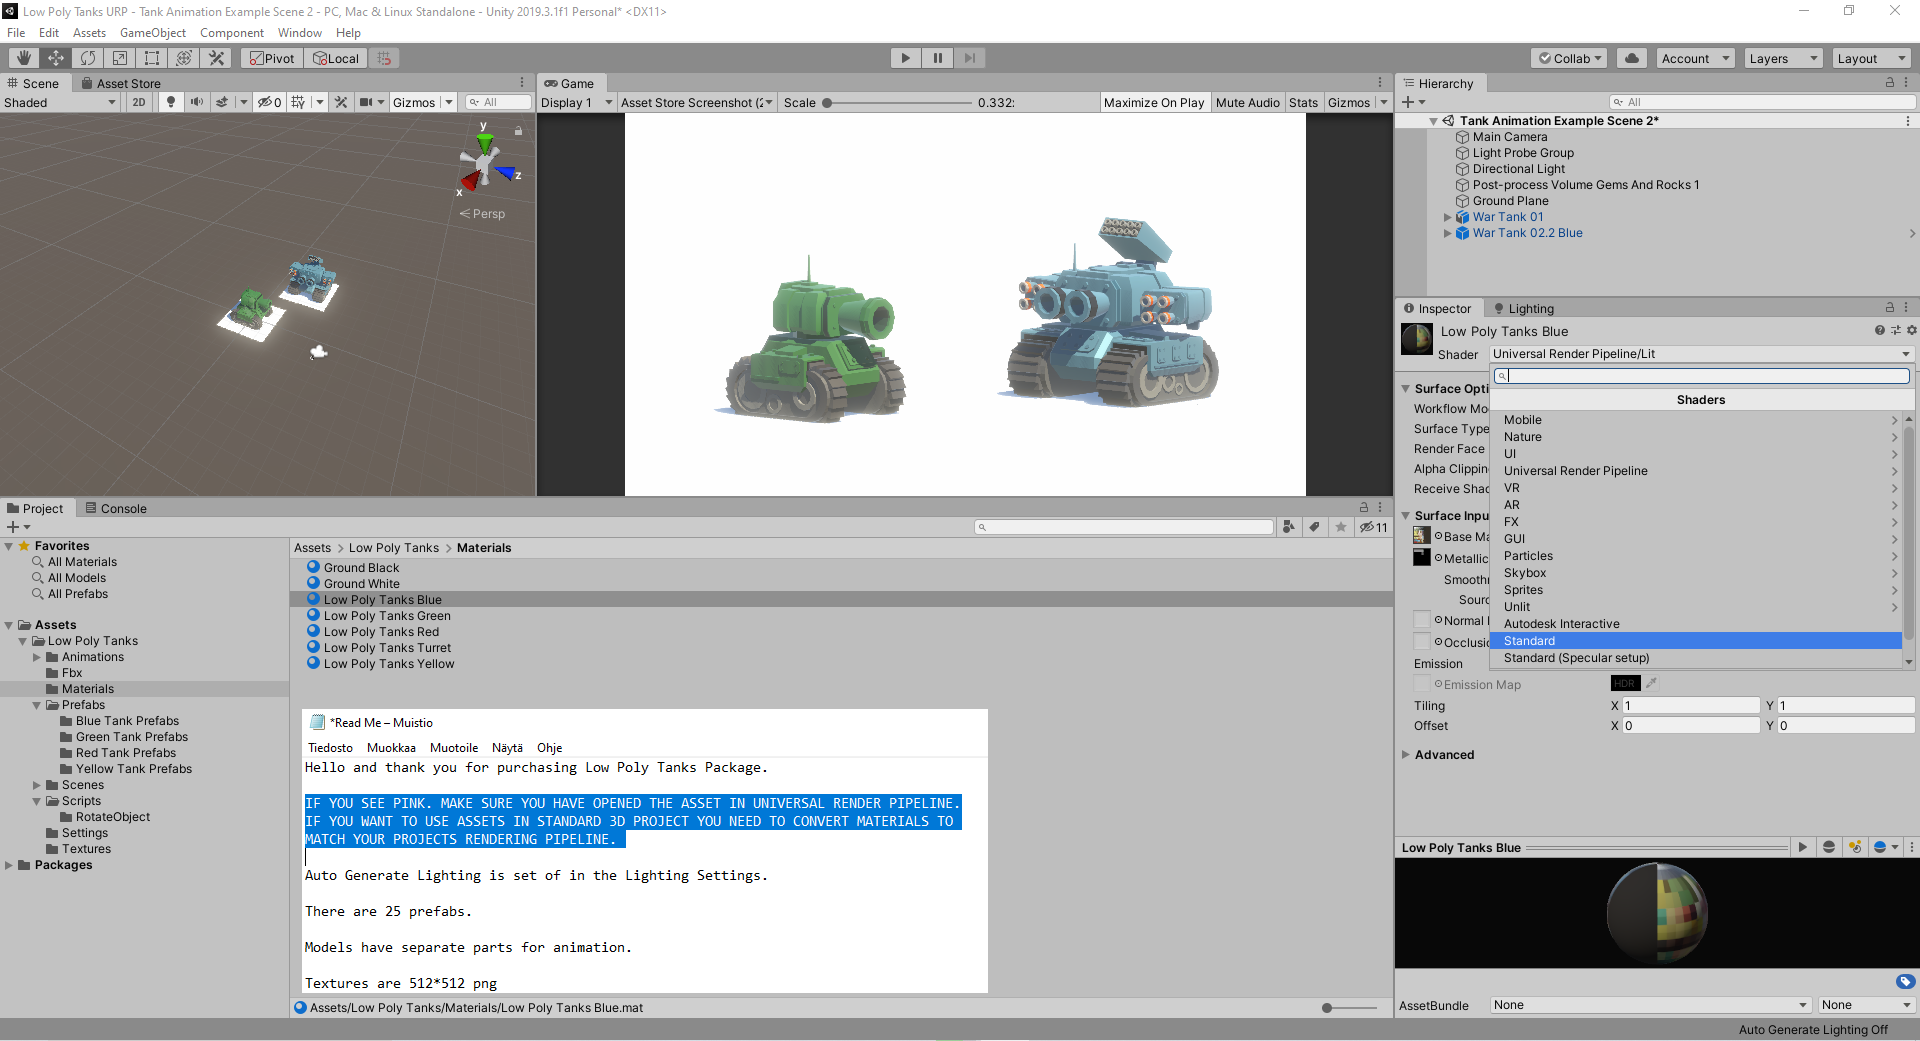 Low Poly Tanks URP - Tank Animation Example Scene 2 - PC, Mac & Linux Standalone - Unity 2019.3.1f1 Personal* <DX11>
File Edit Assets GameObject Component Window Help
Pivot Local Collab Account Layers Layout
Scene Asset Store
Shaded 2D 0 Gizmos All
y
z
x
Persp
Game
Display 1 Asset Store Screenshot (2 Scale 0.332: Maximize On Play Mute Audio Stats Gizmos
Hierarchy
All
Tank Animation Example Scene 2*
Main Camera
Light Probe Group
Directional Light
Post-process Volume Gems And Rocks 1
Ground Plane
War Tank 01
War Tank 02.2 Blue
Inspector Lighting
Low Poly Tanks Blue
Shader Universal Render Pipeline/Lit
Surface Opti
Workflow Mo
Surface Type
Render Face
Alpha Clippin
Receive Shad
Surface Inpu
Base Ma
Metallic
Smoothn
Sourc
Normal
Occlusio
Emission
Shaders
Mobile
Nature
UI
Universal Render Pipeline
VR
AR
FX
GUI
Particles
Skybox
Sprites
Unlit
Autodesk Interactive
Standard
Standard (Specular setup)
Emission Map HDR
Tiling X 1 Y 1
Offset X 0 Y 0
Advanced
Project Console
11
Favorites
All Materials
All Models
All Prefabs
Assets
Low Poly Tanks
Animations
Fbx
Materials
Prefabs
Blue Tank Prefabs
Green Tank Prefabs
Red Tank Prefabs
Yellow Tank Prefabs
Scenes
Scripts
RotateObject
Settings
Textures
Packages
Assets > Low Poly Tanks > Materials
Ground Black
Ground White
Low Poly Tanks Blue
Low Poly Tanks Green
Low Poly Tanks Red
Low Poly Tanks Turret
Low Poly Tanks Yellow
*Read Me – Muistio
Tiedosto Muokkaa Muotoile Näytä Ohje
Hello and thank you for purchasing Low Poly Tanks Package.
IF YOU SEE PINK. MAKE SURE YOU HAVE OPENED THE ASSET IN UNIVERSAL RENDER PIPELINE.
IF YOU WANT TO USE ASSETS IN STANDARD 3D PROJECT YOU NEED TO CONVERT MATERIALS TO
MATCH YOUR PROJECTS RENDERING PIPELINE.
Auto Generate Lighting is set of in the Lighting Settings.
There are 25 prefabs.
Models have separate parts for animation.
Textures are 512*512 png
Assets/Low Poly Tanks/Materials/Low Poly Tanks Blue.mat
Low Poly Tanks Blue
AssetBundle None None
Auto Generate Lighting Off